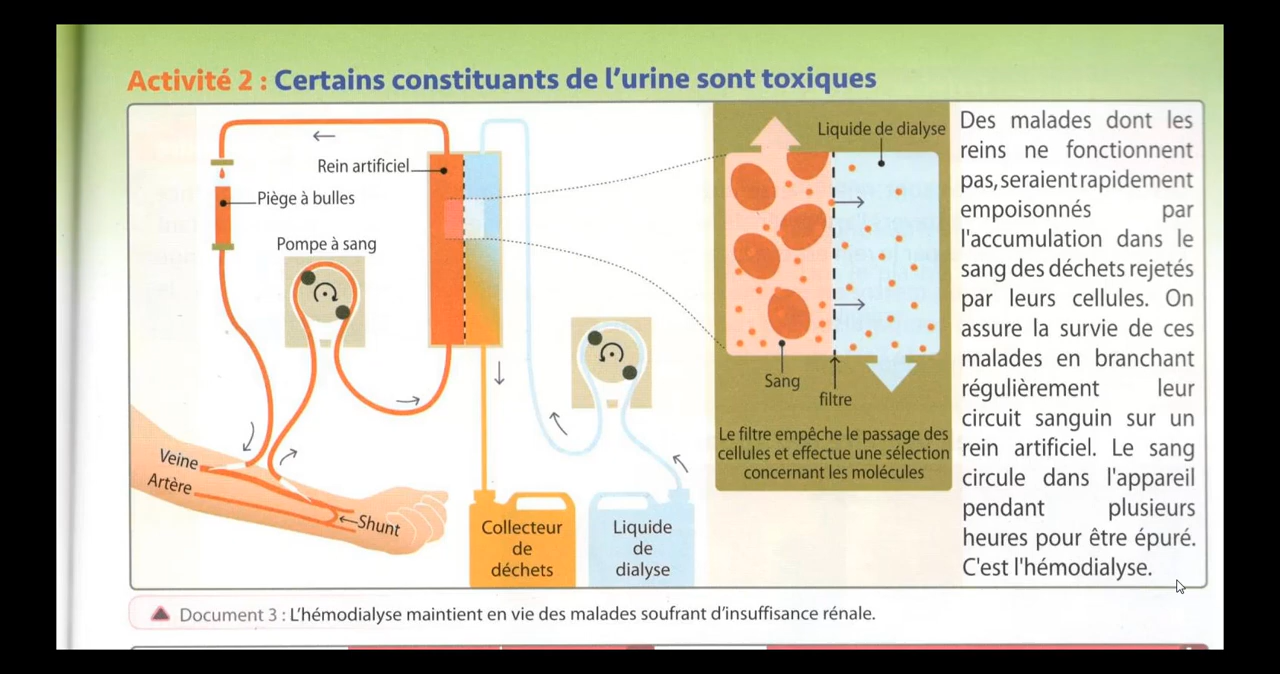 Activité 2 : Certains constituants de l'urine sont toxiques
Rein artificiel
Piège à bulles
Pompe à sang
Veine
Artère
Shunt
Collecteur
de
déchets
Liquide
de
dialyse
Liquide de dialyse
Sang
filtre
Le filtre empêche le passage des
cellules et effectue une sélection
concernant les molécules
Des malades dont les
reins ne fonctionnent
pas, seraient rapidement
empoisonnés par
l'accumulation dans le
sang des déchets rejetés
par leurs cellules. On
assure la survie de ces
malades en branchant
régulièrement leur
circuit sanguin sur un
rein artificiel. Le sang
circule dans l'appareil
pendant plusieurs
heures pour être épuré.
C'est l'hémodialyse.
Document 3 : L'hémodialyse maintient en vie des malades soufrant d'insuffisance rénale.